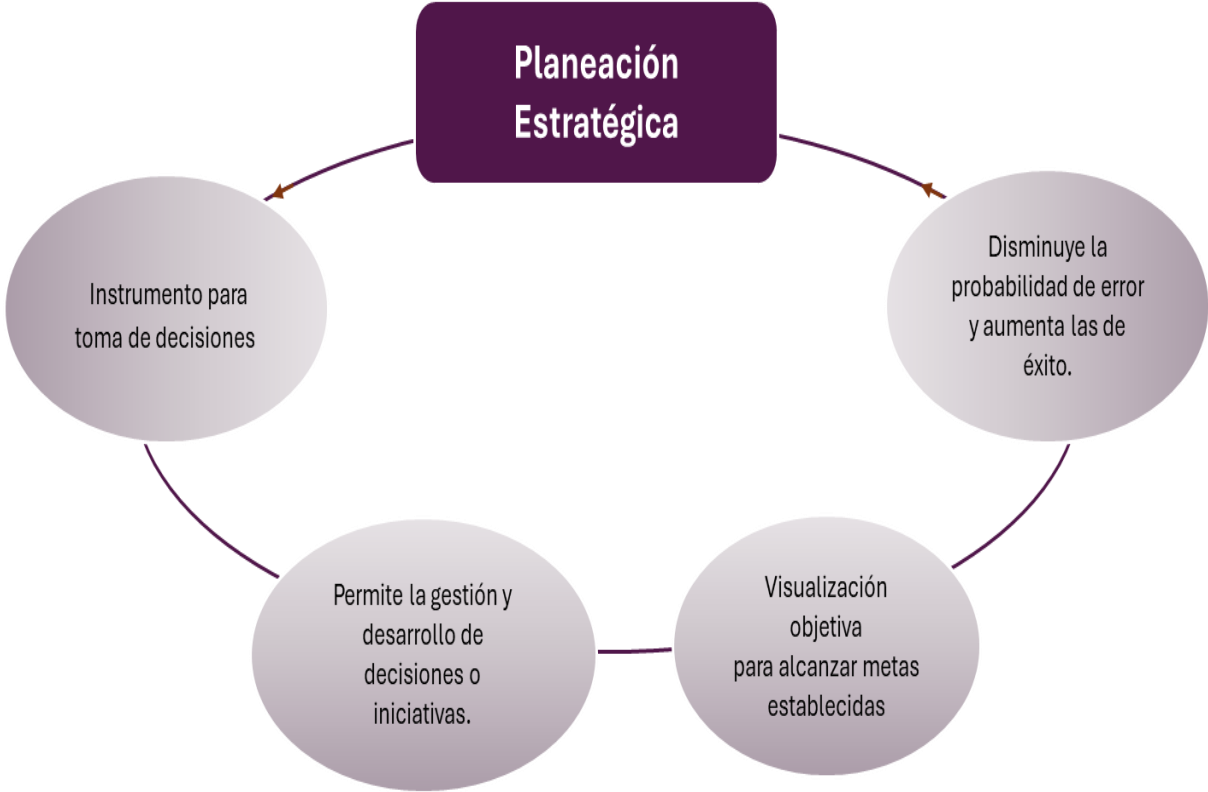 Planeación
Estratégica
Instrumento para
toma de decisiones
Permite la gestión y
desarrollo de
decisiones o
iniciativas.
Visualización
objetiva
para alcanzar metas
establecidas
Disminuye la
probabilidad de error
y aumenta las de
éxito.